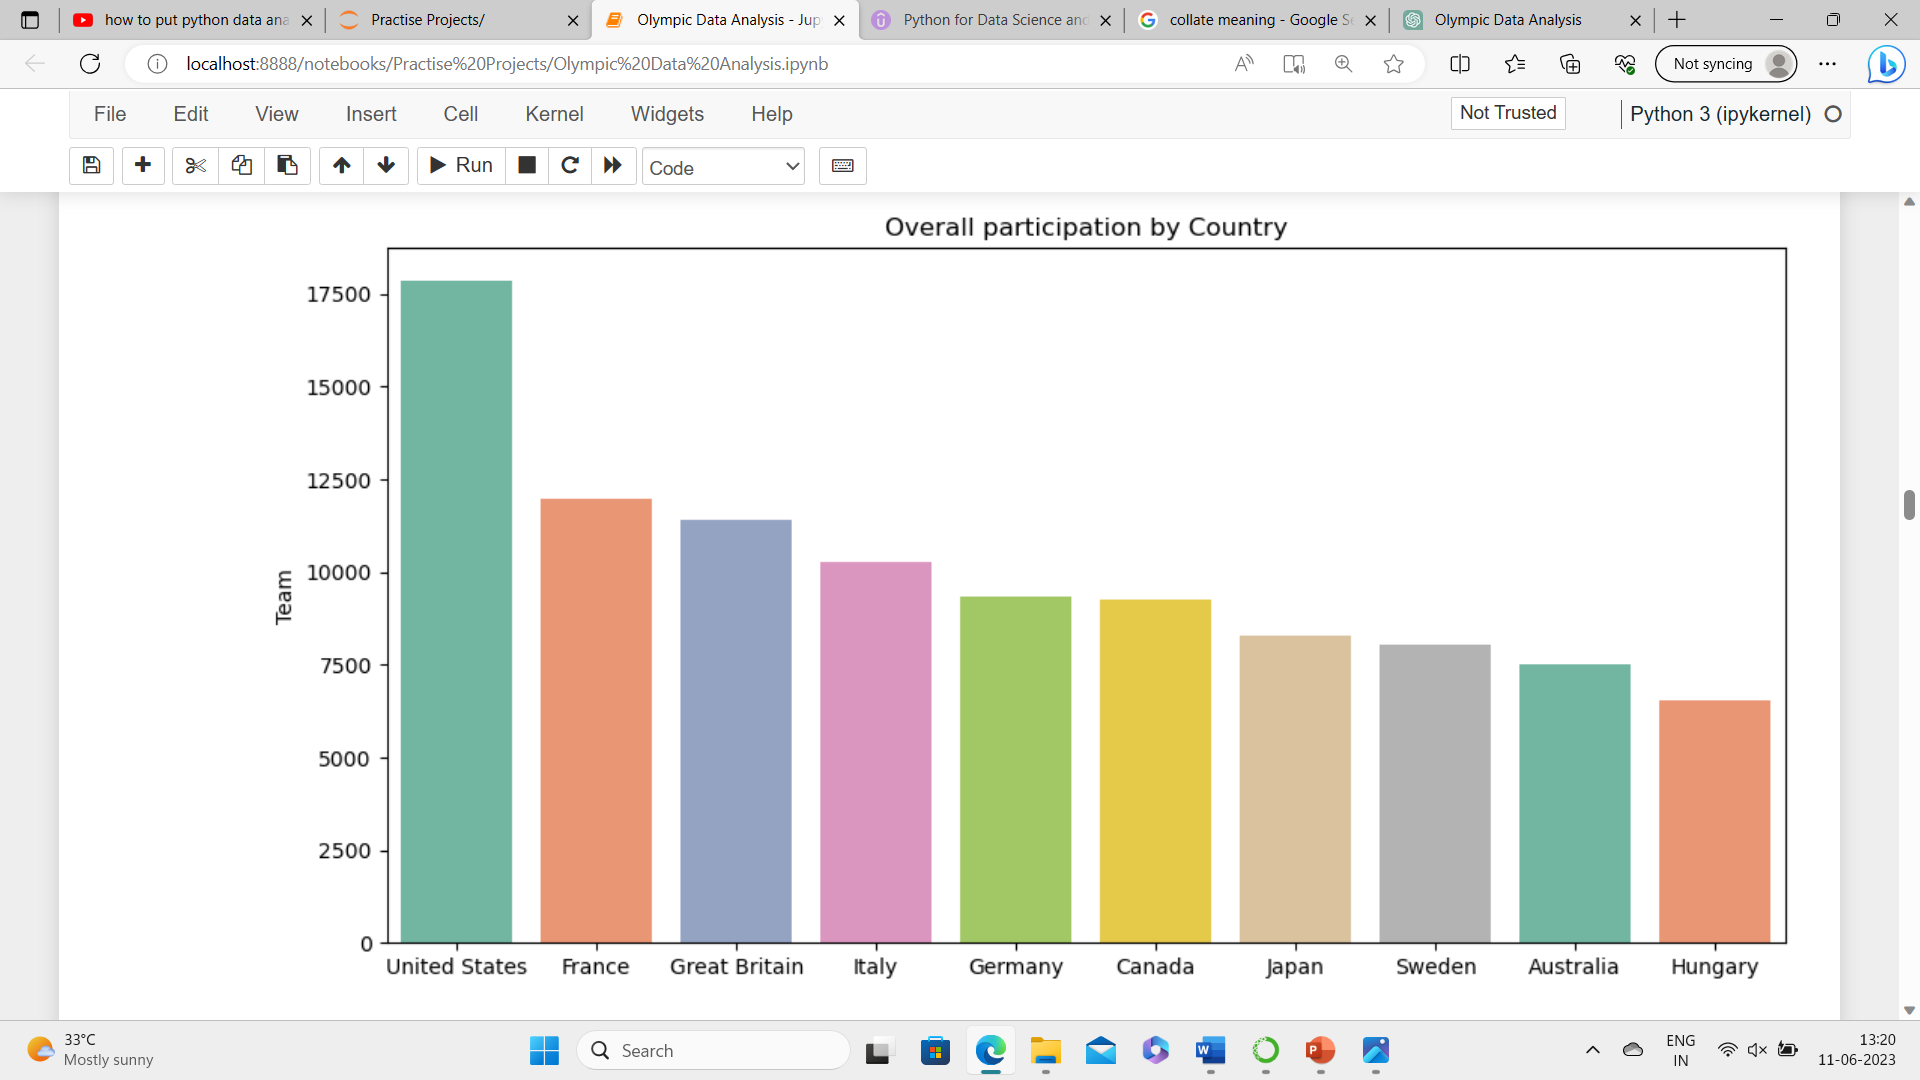 how to put python data ana
Practise Projects/
Olympic Data Analysis - Jup
Python for Data Science and
collate meaning - Google Se
Olympic Data Analysis
localhost:8888/notebooks/Practise%20Projects/Olympic%20Data%20Analysis.ipynb
Not syncing
File Edit View Insert Cell Kernel Widgets Help
Not Trusted
Python 3 (ipykernel)
Run
Code
Overall participation by Country
17500
15000
12500
10000
7500
5000
2500
0
Team
United States France Great Britain Italy Germany Canada Japan Sweden Australia Hungary
33°C
Mostly sunny
Search
ENG
IN
13:20
11-06-2023